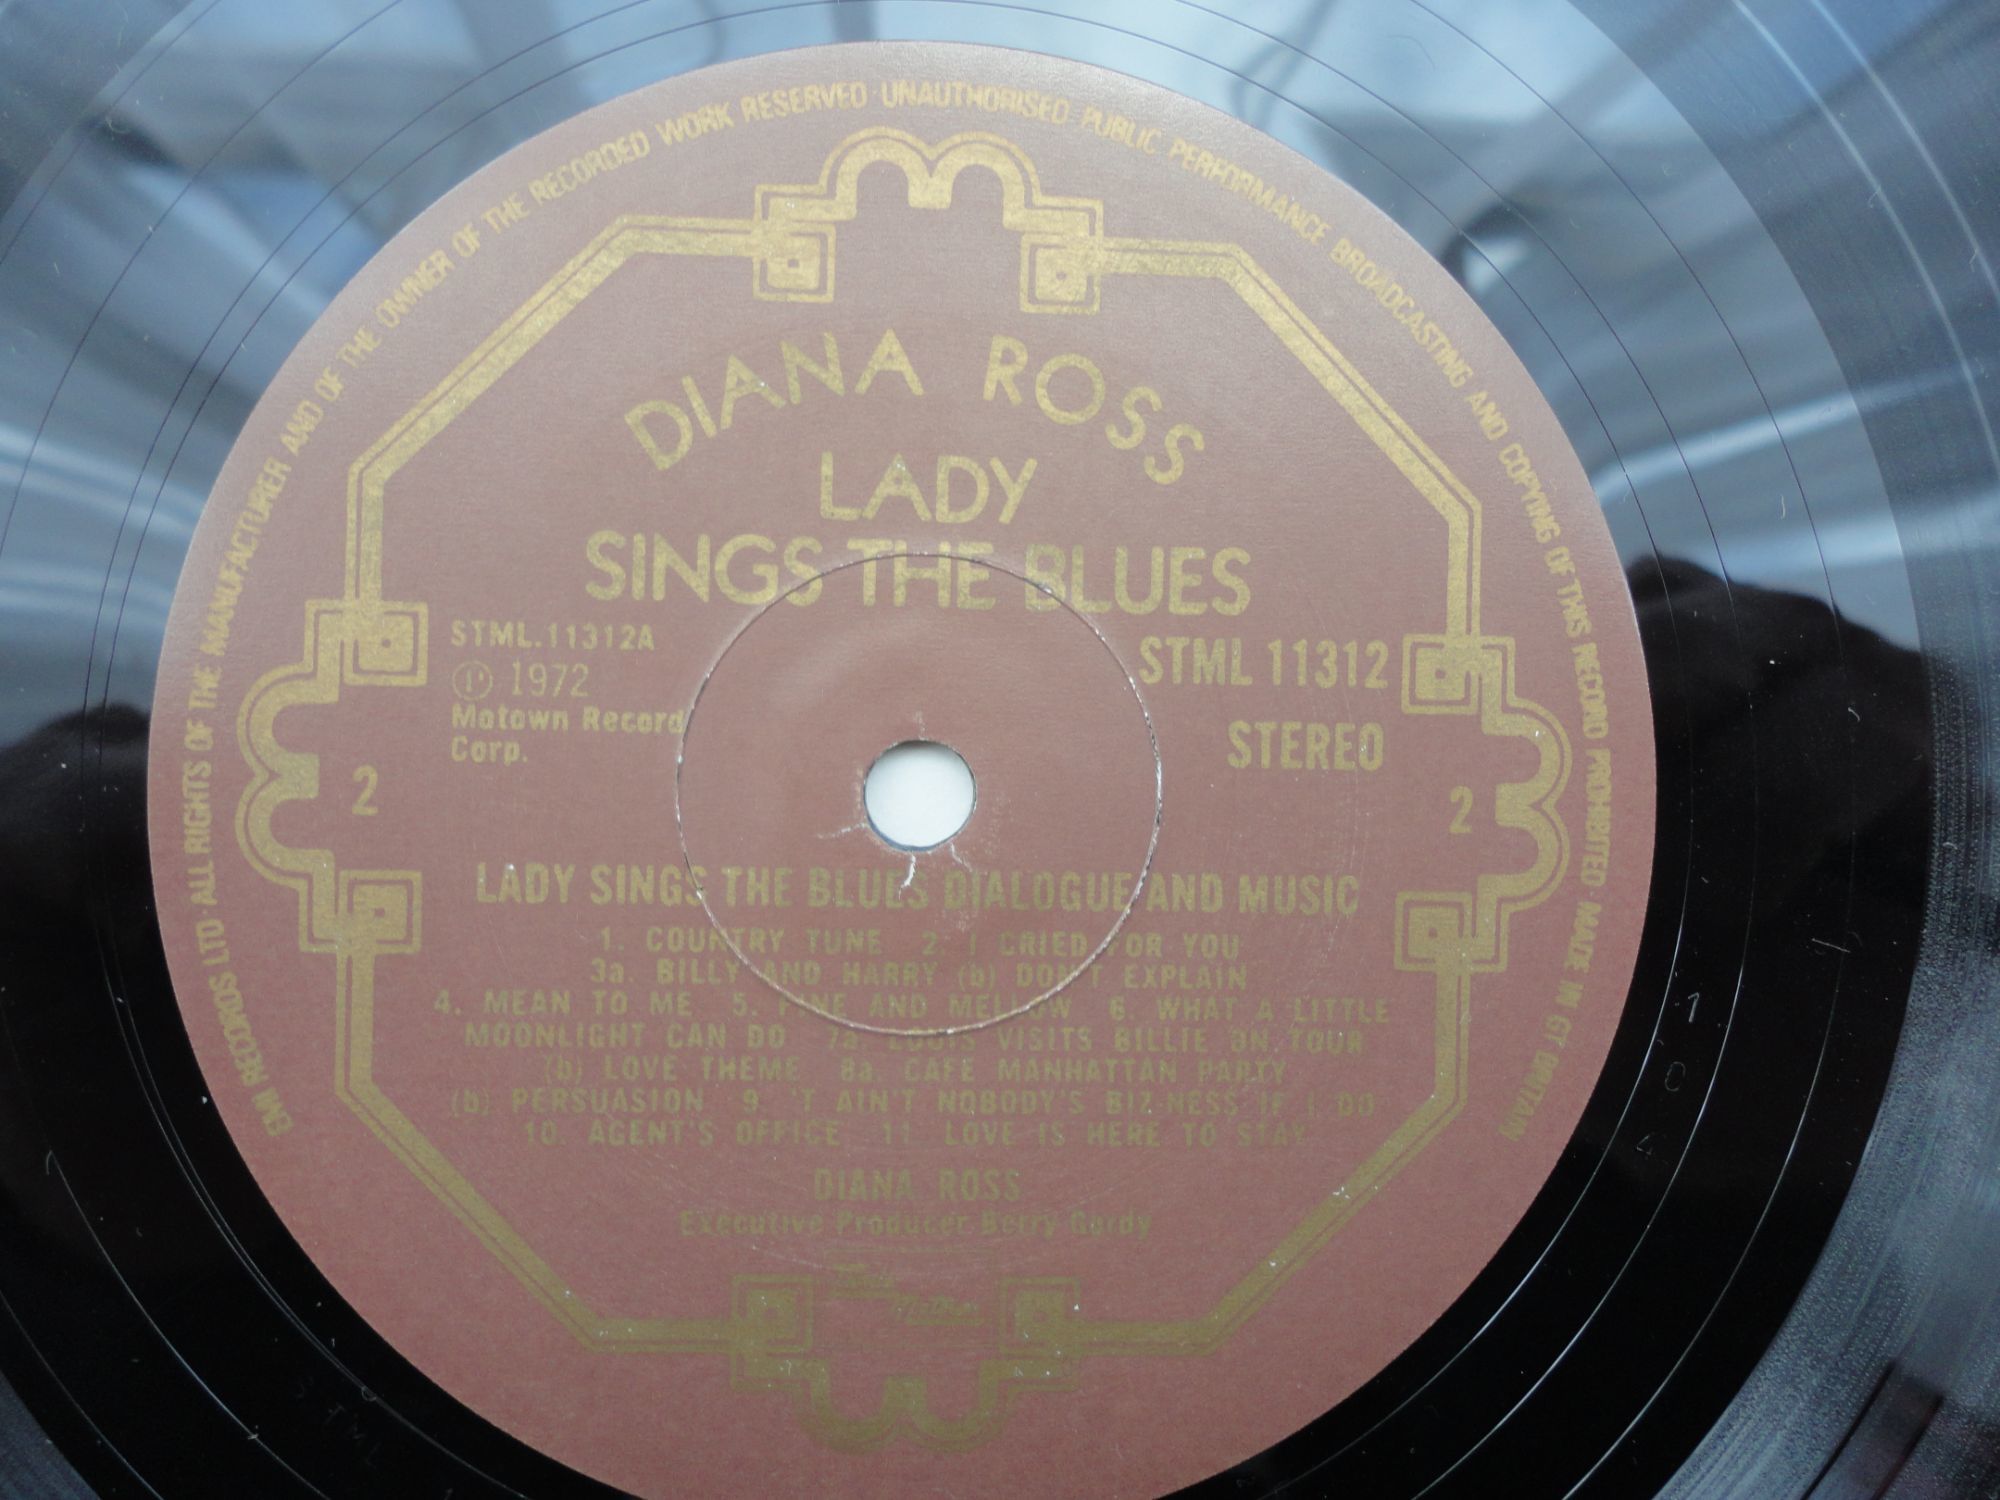 EMI RECORDS LTD · ALL RIGHTS OF THE MANUFACTURER AND OF THE OWNER OF THE RECORDED WORK RESERVED · UNAUTHORISED PUBLIC PERFORMANCE BROADCASTING AND COPYING OF THIS RECORD PROHIBITED · MADE IN GT BRITAIN
DIANA ROSS
LADY
SINGS THE BLUES
STML.11312A
Ⓟ 1972
Motown Record
Corp.
2
STML 11312
STEREO
2
LADY SINGS THE BLUES DIALOGUE AND MUSIC
1. COUNTRY TUNE 2. I CRIED FOR YOU
3a. BILLY AND HARRY (b) DON'T EXPLAIN
4. MEAN TO ME 5. FINE AND MELLOW 6. WHAT A LITTLE
MOONLIGHT CAN DO 7a. LOUIS VISITS BILLIE ON TOUR
(b) LOVE THEME 8a. CAFE MANHATTAN PARTY
(b) PERSUASION 9. 'T AIN'T NOBODY'S BIZ-NESS IF I DO
10. AGENT'S OFFICE 11. LOVE IS HERE TO STAY
DIANA ROSS
Executive Producer Berry Gordy
Tamla
Motown
1 0 4